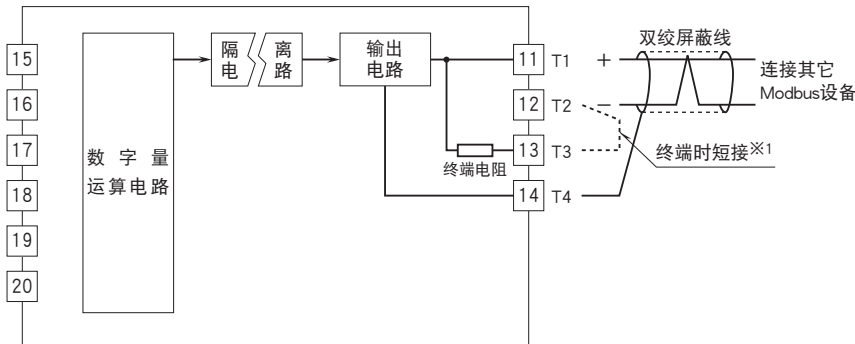 双绞屏蔽线
15
隔
电
离
路
输出
电路
11 T1 +
连接其它
Modbus设备
16
12 T2 −
17
数字量
运算电路
终端电阻
13 T3
终端时短接※1
18
14 T4
19
20